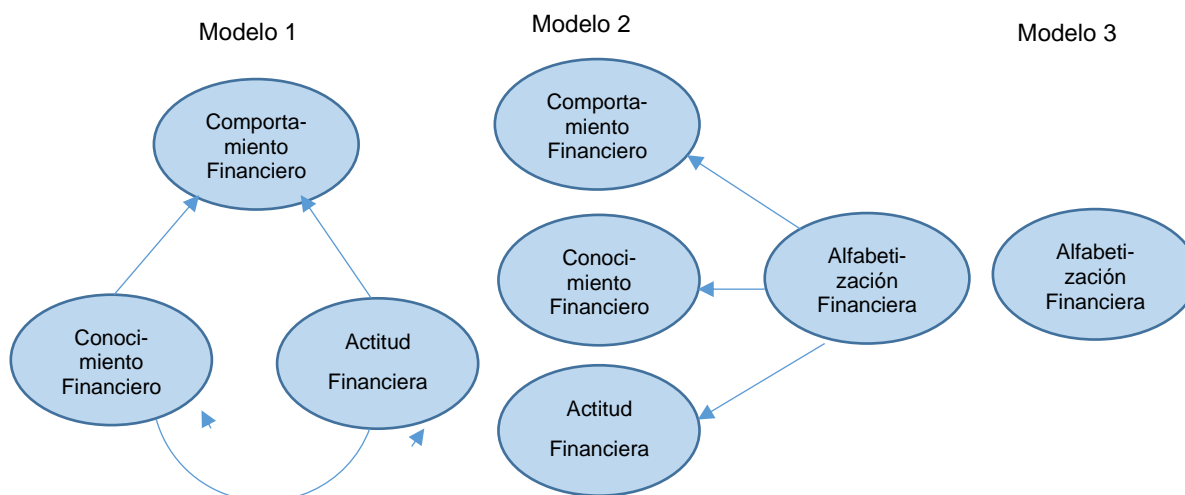 Modelo 1
Comporta-
miento
Financiero
Conoci-
miento
Financiero
Actitud
Financiera
Modelo 2
Comporta-
miento
Financiero
Conoci-
miento
Financiero
Actitud
Financiera
Alfabeti-
zación
Financiera
Modelo 3
Alfabeti-
zación
Financiera